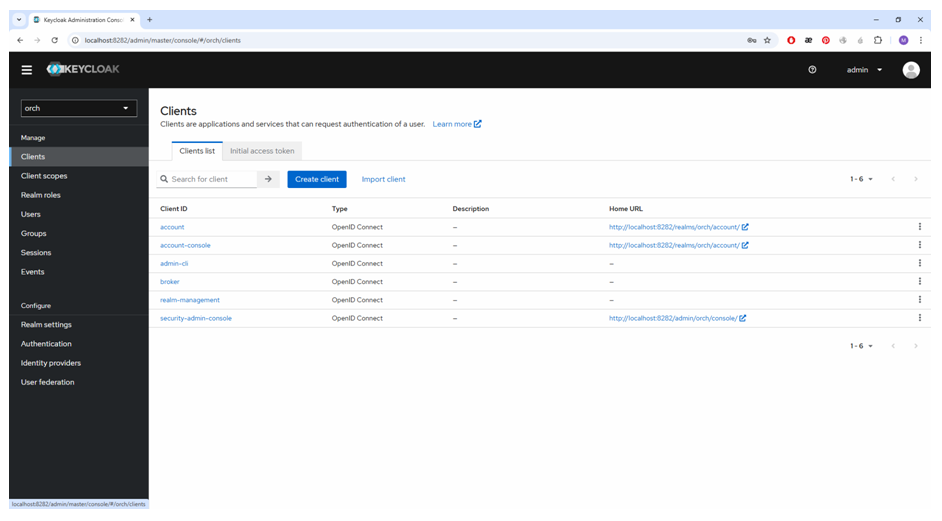 Keycloak Administration Conso
localhost:8282/admin/master/console/#/orch/clients
M
KEYCLOAK
admin
orch
Manage
Clients
Client scopes
Realm roles
Users
Groups
Sessions
Events
Configure
Realm settings
Authentication
Identity providers
User federation
Clients
Clients are applications and services that can request authentication of a user. Learn more
Clients list Initial access token
Search for client Create client Import client 1 - 6
Client ID Type Description Home URL
account OpenID Connect – http://localhost:8282/realms/orch/account/
account-console OpenID Connect – http://localhost:8282/realms/orch/account/
admin-cli OpenID Connect – –
broker OpenID Connect – –
realm-management OpenID Connect – –
security-admin-console OpenID Connect – http://localhost:8282/admin/orch/console/
1 - 6
localhost:8282/admin/master/console/#/orch/clients